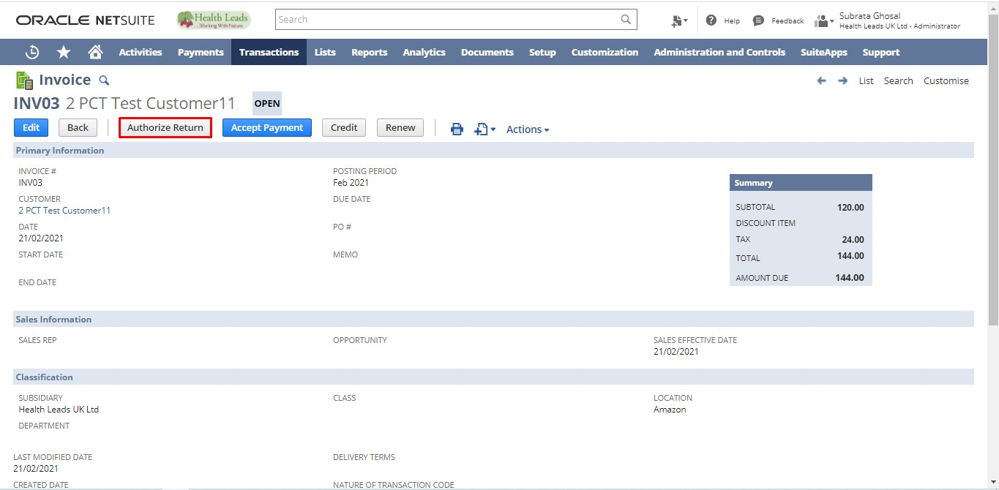 ORACLE NETSUITE
Health Leads
Working With Nature
Search
Help
Feedback
Subrata Ghosal
Health Leads UK Ltd - Administrator
Activities Payments Transactions Lists Reports Analytics Documents Setup Customization Administration and Controls SuiteApps Support
Invoice
List Search Customise
INV03 2 PCT Test Customer11 OPEN
Edit Back Authorize Return Accept Payment Credit Renew Actions
Primary Information
INVOICE #
INV03
CUSTOMER
2 PCT Test Customer11
DATE
21/02/2021
START DATE
END DATE
POSTING PERIOD
Feb 2021
DUE DATE
PO #
MEMO
Summary
SUBTOTAL 120.00
DISCOUNT ITEM
TAX 24.00
TOTAL 144.00
AMOUNT DUE 144.00
Sales Information
SALES REP
OPPORTUNITY
SALES EFFECTIVE DATE
21/02/2021
Classification
SUBSIDIARY
Health Leads UK Ltd
DEPARTMENT
CLASS
LOCATION
Amazon
LAST MODIFIED DATE
21/02/2021
CREATED DATE
DELIVERY TERMS
NATURE OF TRANSACTION CODE